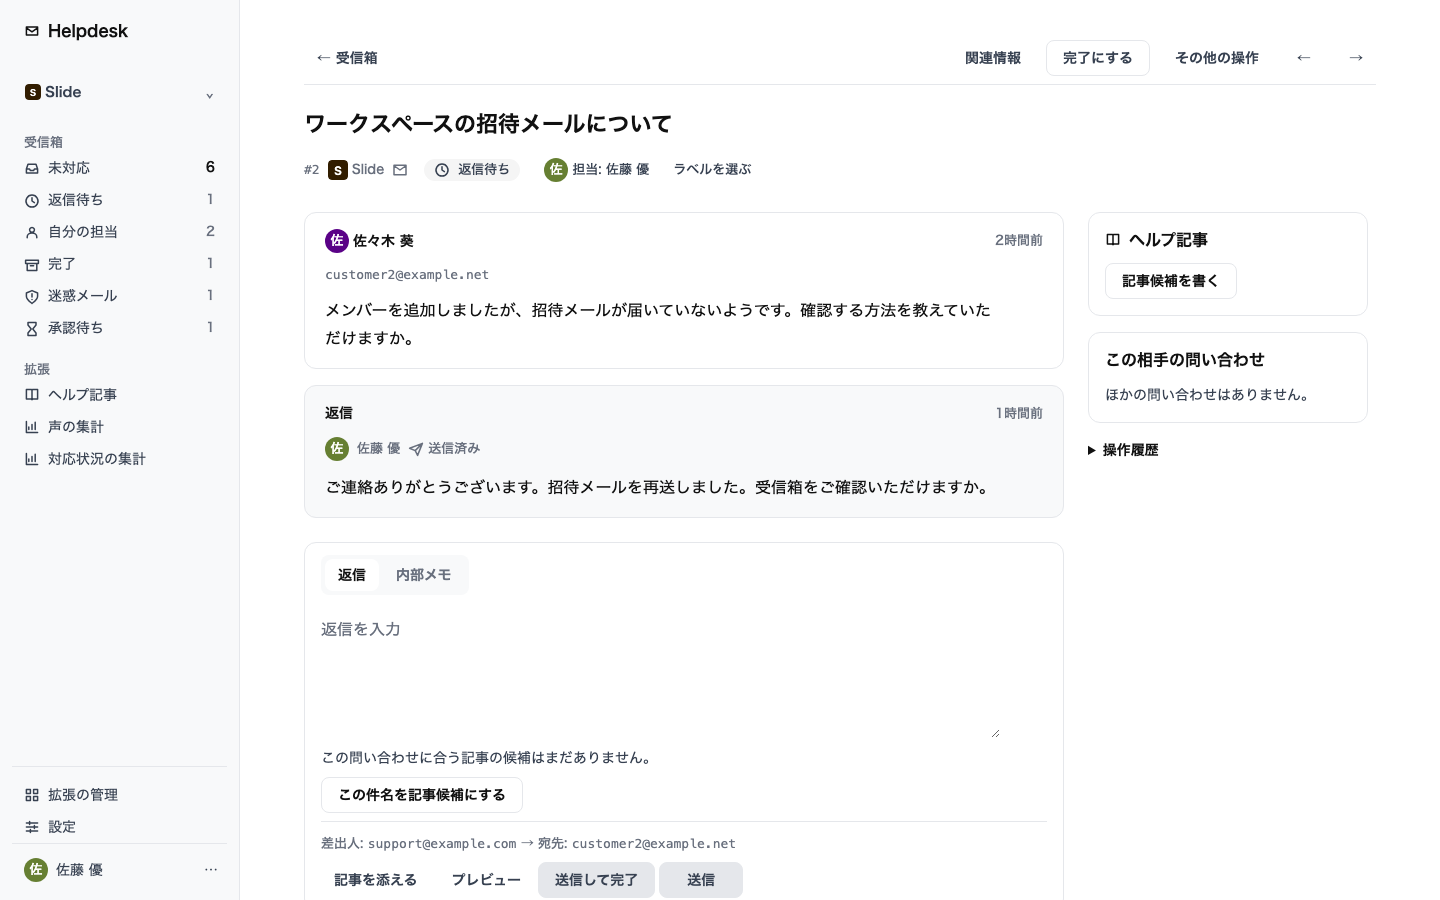 Helpdesk
S Slide
受信箱
未対応 6
返信待ち 1
自分の担当 2
完了 1
迷惑メール 1
承認待ち 1
拡張
ヘルプ記事
声の集計
対応状況の集計
拡張の管理
設定
佐 佐藤 優 …
← 受信箱
関連情報 完了にする その他の操作 ← →
ワークスペースの招待メールについて
#2 S Slide 返信待ち 佐 担当: 佐藤 優 ラベルを選ぶ
佐 佐々木 葵 2時間前
customer2@example.net
メンバーを追加しましたが、招待メールが届いていないようです。確認する方法を教えていた
だけますか。
返信 1時間前
佐 佐藤 優 送信済み
ご連絡ありがとうございます。招待メールを再送しました。受信箱をご確認いただけますか。
返信 内部メモ
返信を入力
この問い合わせに合う記事の候補はまだありません。
この件名を記事候補にする
差出人: support@example.com → 宛先: customer2@example.net
記事を添える プレビュー 送信して完了 送信
ヘルプ記事
記事候補を書く
この相手の問い合わせ
ほかの問い合わせはありません。
▶ 操作履歴